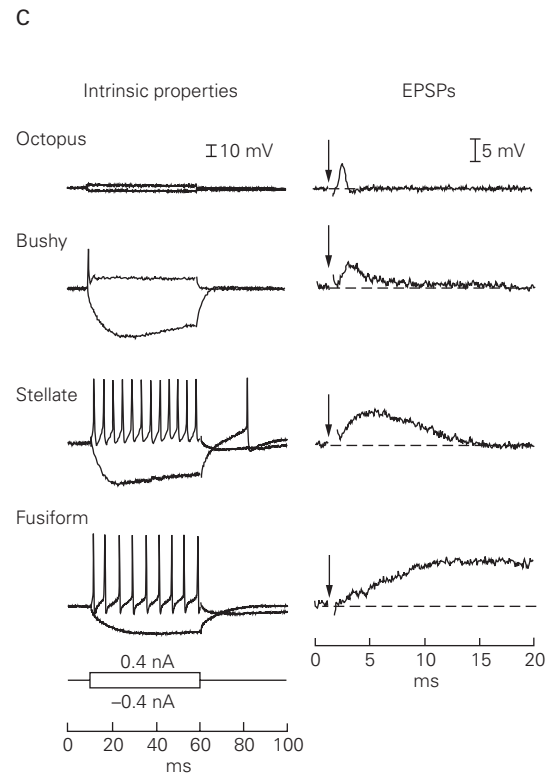 C
Intrinsic properties EPSPs
Octopus
10 mV 5 mV
Bushy
Stellate
Fusiform
0.4 nA
–0.4 nA
0 5 10 15 20
ms
0 20 40 60 80 100
ms